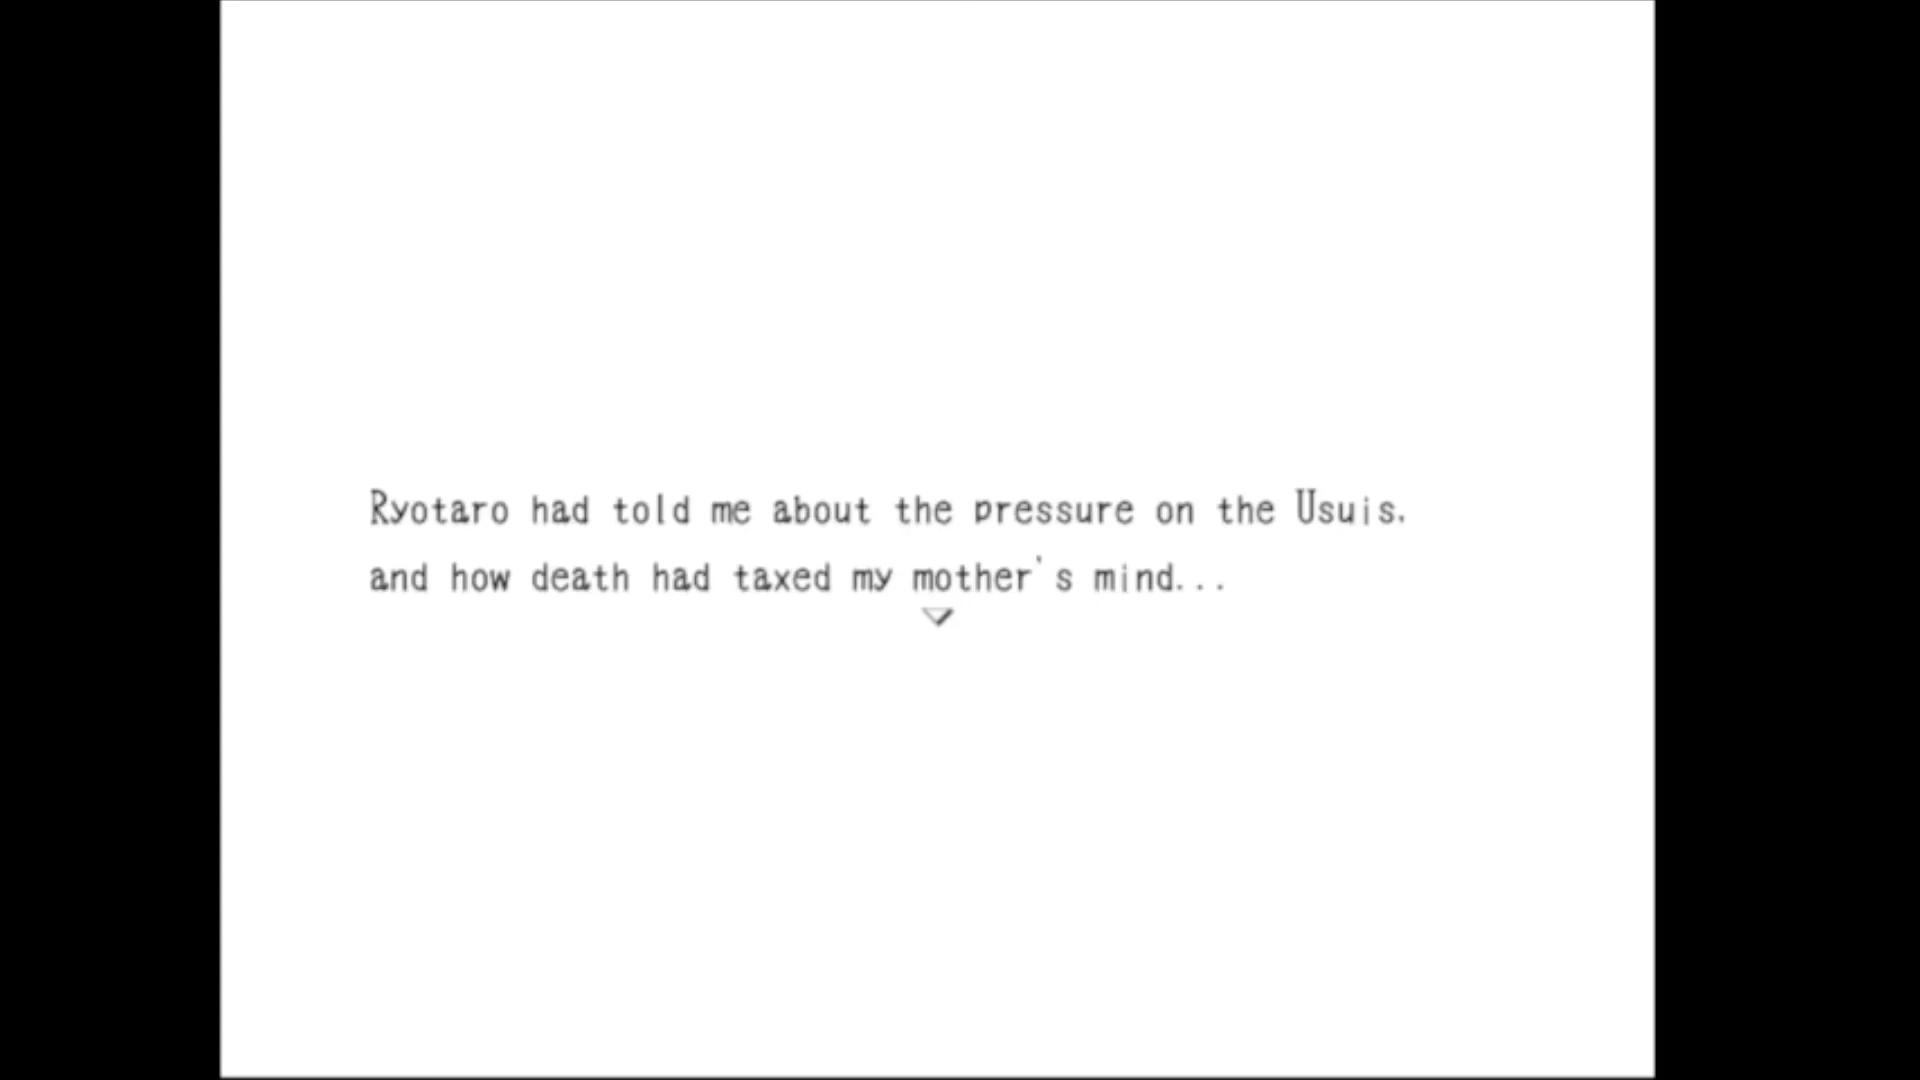 Ryotaro had told me about the pressure on the Usuis,
and how death had taxed my mother's mind...